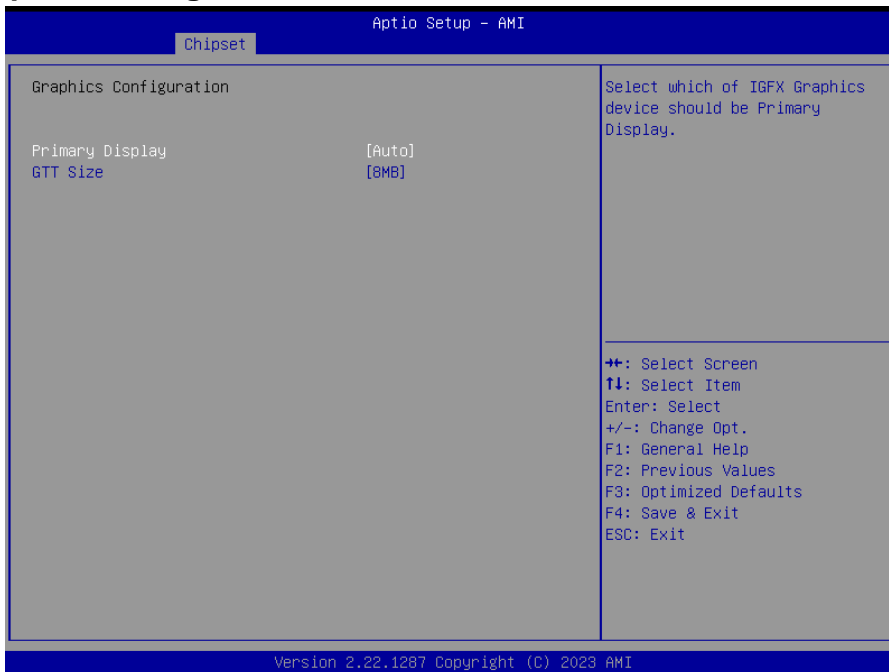 Aptio Setup - AMI
Chipset
Graphics Configuration
Primary Display [Auto]
GTT Size [8MB]
Select which of IGFX Graphics
device should be Primary
Display.
→←: Select Screen
↑↓: Select Item
Enter: Select
+/-: Change Opt.
F1: General Help
F2: Previous Values
F3: Optimized Defaults
F4: Save & Exit
ESC: Exit
Version 2.22.1287 Copyright (C) 2023 AMI